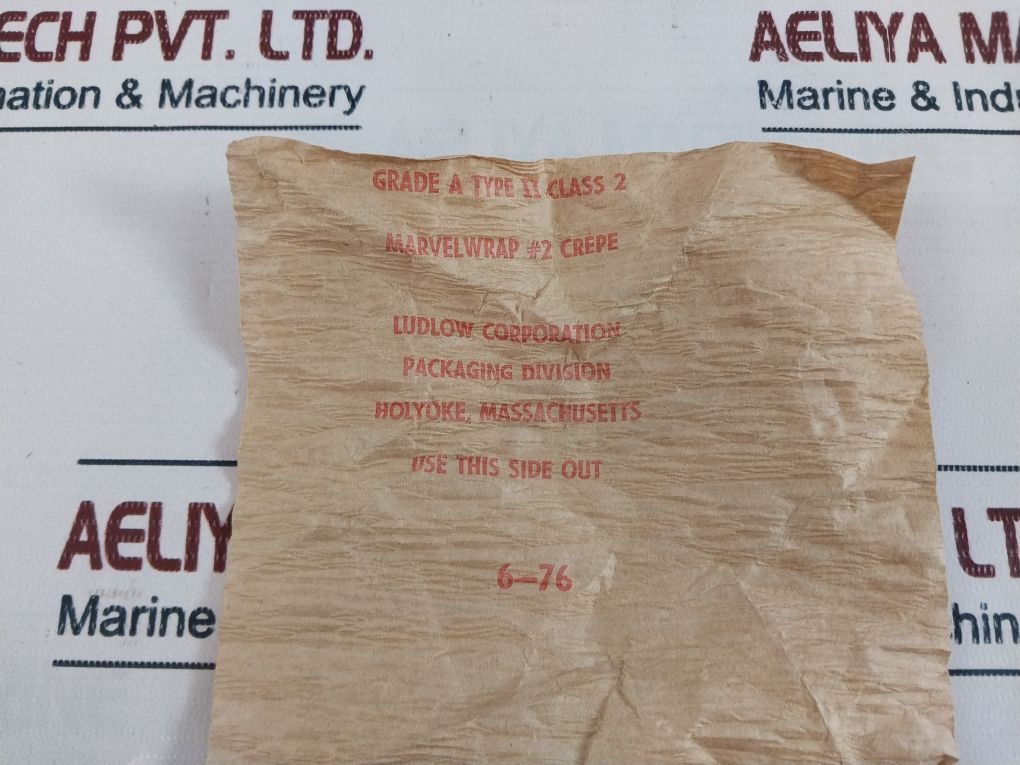 ECH PVT. LTD.
ation & Machinery
AELIYA MA
Marine & Indu
GRADE A TYPE II CLASS 2
MARVELWRAP #2 CREPE
LUDLOW CORPORATION
PACKAGING DIVISION
HOLYOKE, MASSACHUSETTS
USE THIS SIDE OUT
6—76
AELIY
LT
Marine
hin